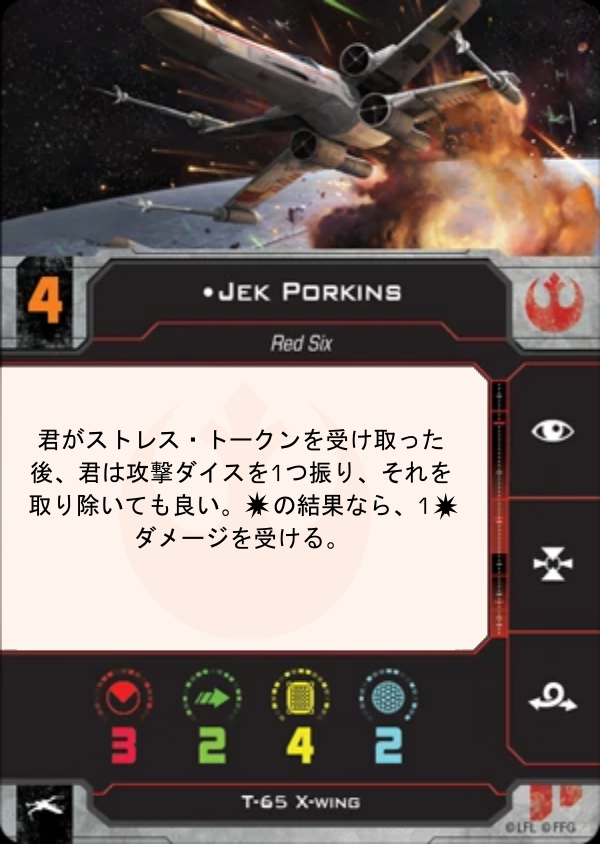 4
•JEK PORKINS
Red Six
君がストレス・トークンを受け取った
後、君は攻撃ダイスを1つ振り、それを
取り除いても良い。の結果なら、1
ダメージを受ける。
3 2 4 2
T-65 X-WING
©LFL ©FFG